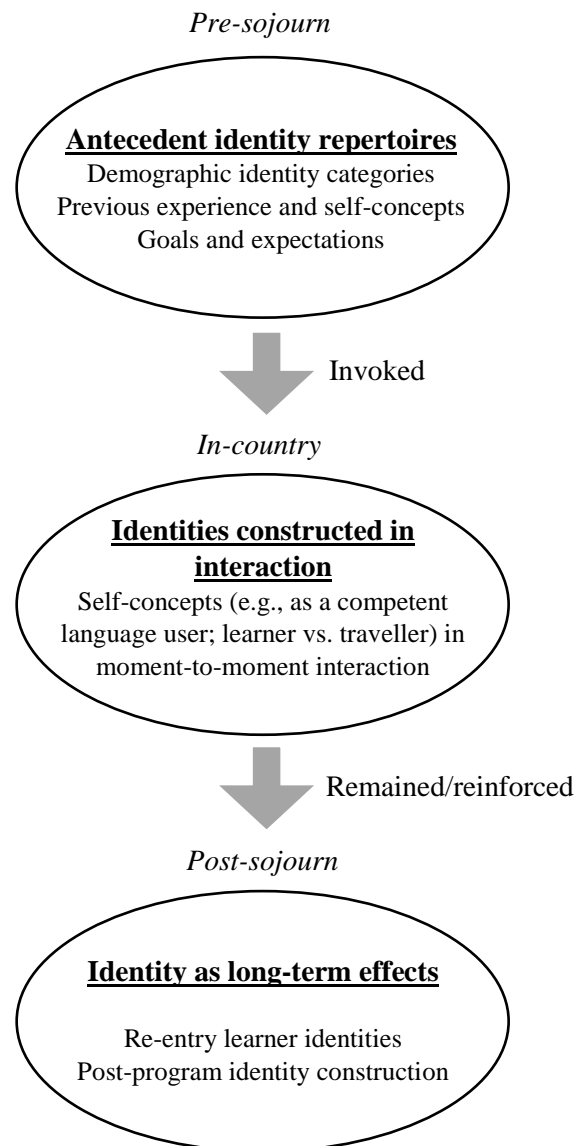 Pre-sojourn
Antecedent identity repertoires
Demographic identity categories
Previous experience and self-concepts
Goals and expectations
Invoked
In-country
Identities constructed in
interaction
Self-concepts (e.g., as a competent
language user; learner vs. traveller) in
moment-to-moment interaction
Remained/reinforced
Post-sojourn
Identity as long-term effects
Re-entry learner identities
Post-program identity construction